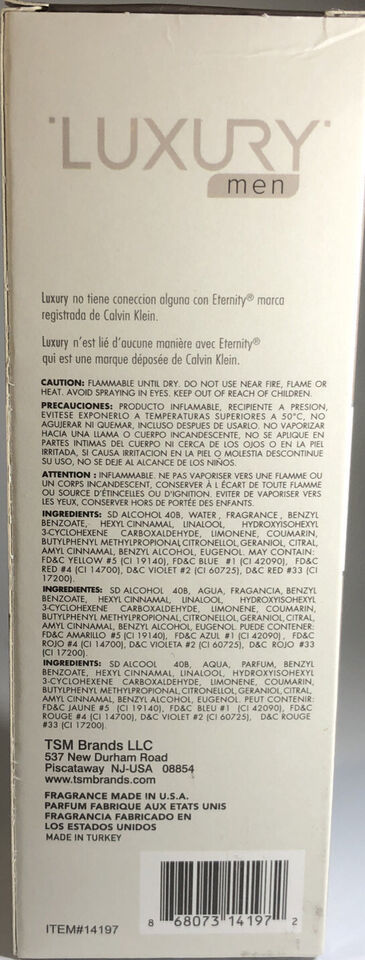 LUXURY
men
Luxury no tiene coneccion alguna con Eternity® marca
registrada de Calvin Klein.
Luxury n'est lié d'aucune manière avec Eternity®
qui est une marque déposée de Calvin Klein.
CAUTION: FLAMMABLE UNTIL DRY. DO NOT USE NEAR FIRE, FLAME OR
HEAT. AVOID SPRAYING IN EYES. KEEP OUT OF REACH OF CHILDREN.
PRECAUCIONES: PRODUCTO INFLAMABLE, RECIPIENTE A PRESION,
EVITESE EXPONERLO A TEMPERATURAS SUPERIORES A 50°C, NO
AGUJERAR NI QUEMAR, INCLUSO DESPUES DE USARLO. NO VAPORIZAR
HACIA UNA LLAMA O CUERPO INCANDESCENTE, NO SE APLIQUE EN
PARTES INTIMAS DEL CUERPO NI CERCA DE LOS OJOS O EN LA PIEL
IRRITADA, SI CAUSA IRRITATION EN LA PIEL O MOLESTIA DESCONTINUE
SU USO, NO SE DEJE AL ALCANCE DE LOS NIÑOS.
ATTENTION : INFLAMMABLE. NE PAS VAPORISER VERS UNE FLAMME OU
UN CORPS INCANDESCENT, CONSERVER À L ÉCART DE TOUTE FLAMME
OU SOURCE D'ÉTINCELLES OU D'IGNITION. EVITER DE VAPORISER VERS
LES YEUX, CONSERVER HORS DE PORTÉE DES ENFANTS.
INGREDIENTS: SD ALCOHOL 40B, WATER , FRAGRANCE , BENZYL
BENZOATE, HEXYL CINNAMAL, LINALOOL, HYDROXYISOHEXYL
3-CYCLOHEXENE CARBOXALDEHYDE, LIMONENE, COUMARIN,
BUTYLPHENYL METHYLPROPIONAL, CITRONELLOL, GERANIOL, CITRAL,
AMYL CINNAMAL, BENZYL ALCOHOL, EUGENOL. MAY CONTAIN:
FD&C YELLOW #5 (CI 19140), FD&C BLUE #1 (CI 42090), FD&C
RED #4 (CI 14700), D&C VIOLET #2 (CI 60725), D&C RED #33 (CI
17200).
INGREDIENTES: SD ALCOHOL 40B, AGUA, FRAGANCIA, BENZYL
BENZOATE, HEXYL CINNAMAL, LINALOOL, HYDROXYISOHEXYL
3-CYCLOHEXENE CARBOXALDEHYDE, LIMONENE, COUMARIN,
BUTYLPHENYL METHYLPROPIONAL, CITRONELLOL, GERANIOL, CITRAL,
AMYL CINNAMAL, BENZYL ALCOHOL, EUGENOL PUEDE CONTENER:
FD&C AMARILLO #5 (CI 19140), FD&C AZUL #1 (CI 42090) , FD&C
ROJO #4 (CI 14700), D&C VIOLETA #2 (CI 60725), D&C ROJO #33
(CI 17200).
INGREDIENTS: SD ALCOOL 40B, AQUA, PARFUM, BENZYL
BENZOATE, HEXYL CINNAMAL, LINALOOL, HYDROXYISOHEXYL
3-CYCLOHEXENE CARBOXALDEHYDE, LIMONENE, COUMARIN,
BUTYLPHENYL METHYLPROPIONAL, CITRONELLOL, GERANIOL, CITRAL,
AMYL CINNAMAL, BENZYL ALCOHOL, EUGENOL. PEUT CONTENIR:
FD&C JAUNE #5 (CI 19140), FD&C BLEU #1 (CI 42090), FD&C
ROUGE #4 (CI 14700), D&C VIOLET #2 (CI 60725), D&C ROUGE
#33 (CI 17200).
TSM Brands LLC
537 New Durham Road
Piscataway NJ-USA 08854
www.tsmbrands.com
FRAGRANCE MADE IN U.S.A.
PARFUM FABRIQUE AUX ETATS UNIS
FRAGANCIA FABRICADO EN
LOS ESTADOS UNIDOS
MADE IN TURKEY
ITEM#14197
8 68073 14197 2